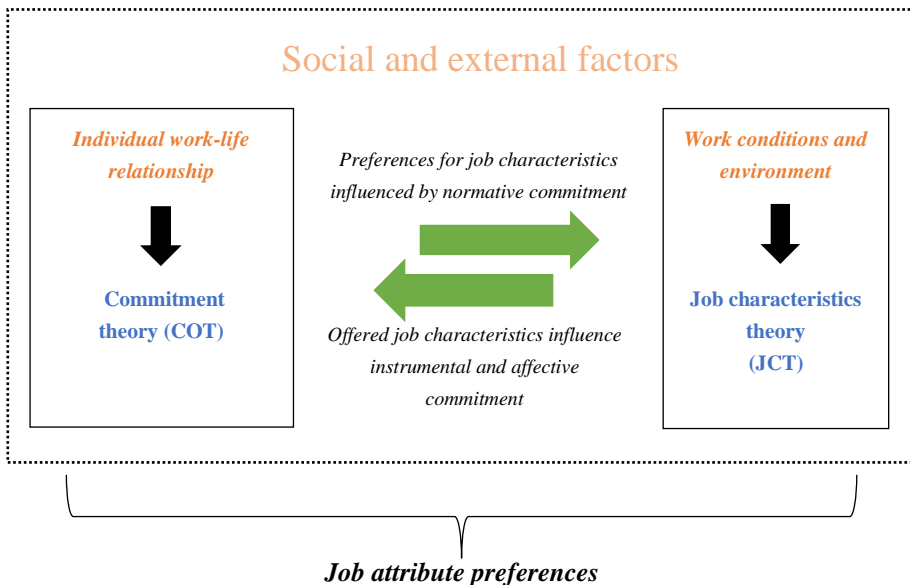 Social and external factors
Individual work-life
relationship
Commitment
theory (COT)
Preferences for job characteristics
influenced by normative commitment
Offered job characteristics influence
instrumental and affective
commitment
Work conditions and
environment
Job characteristics
theory
(JCT)
Job attribute preferences